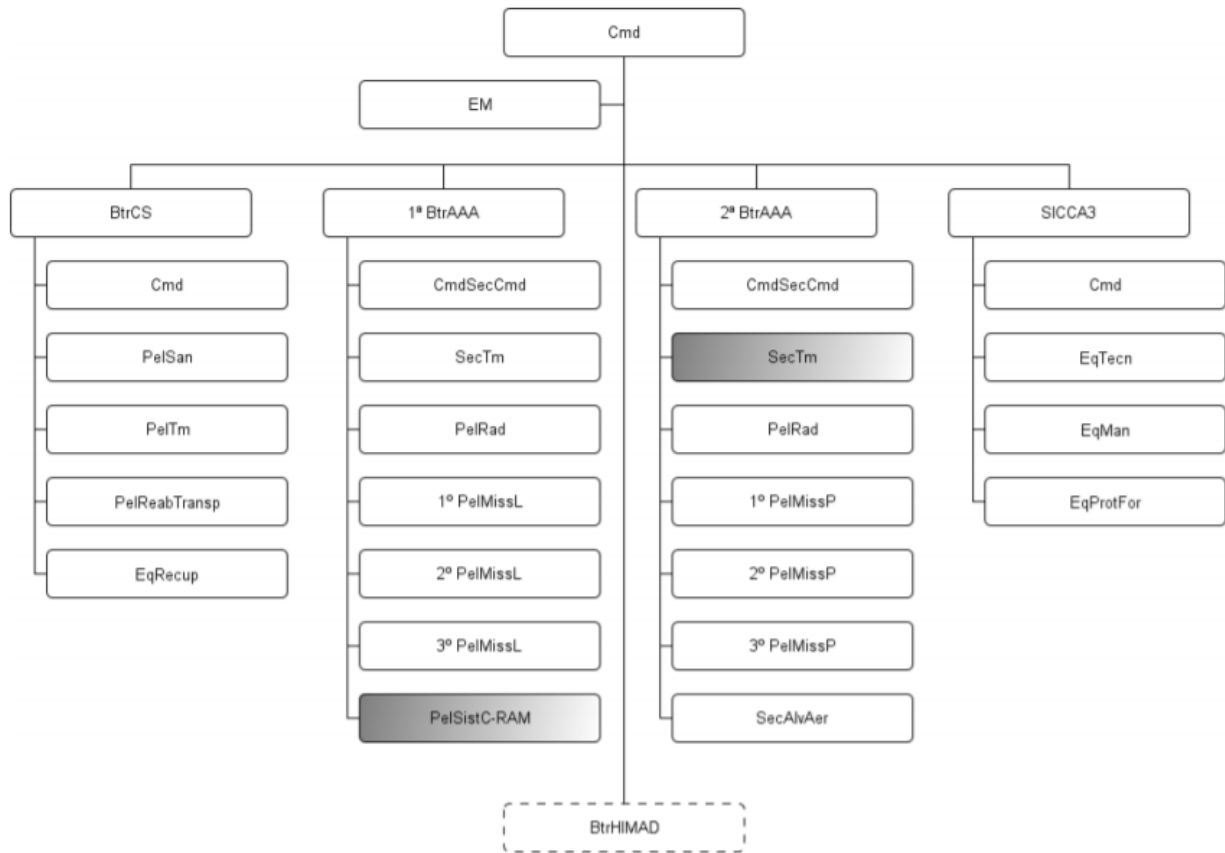 Cmd
EM
BtrCS
1ª BtrAAA
2ª BtrAAA
SICCA3
Cmd
PelSan
PelTm
PelReabTransp
EqRecup
CmdSecCmd
SecTm
PelRad
1º PelMissL
2º PelMissL
3º PelMissL
PelSistC-RAM
CmdSecCmd
SecTm
PelRad
1º PelMissP
2º PelMissP
3º PelMissP
SecAlvAer
Cmd
EqTecn
EqMan
EqProtFor
BtrHIMAD